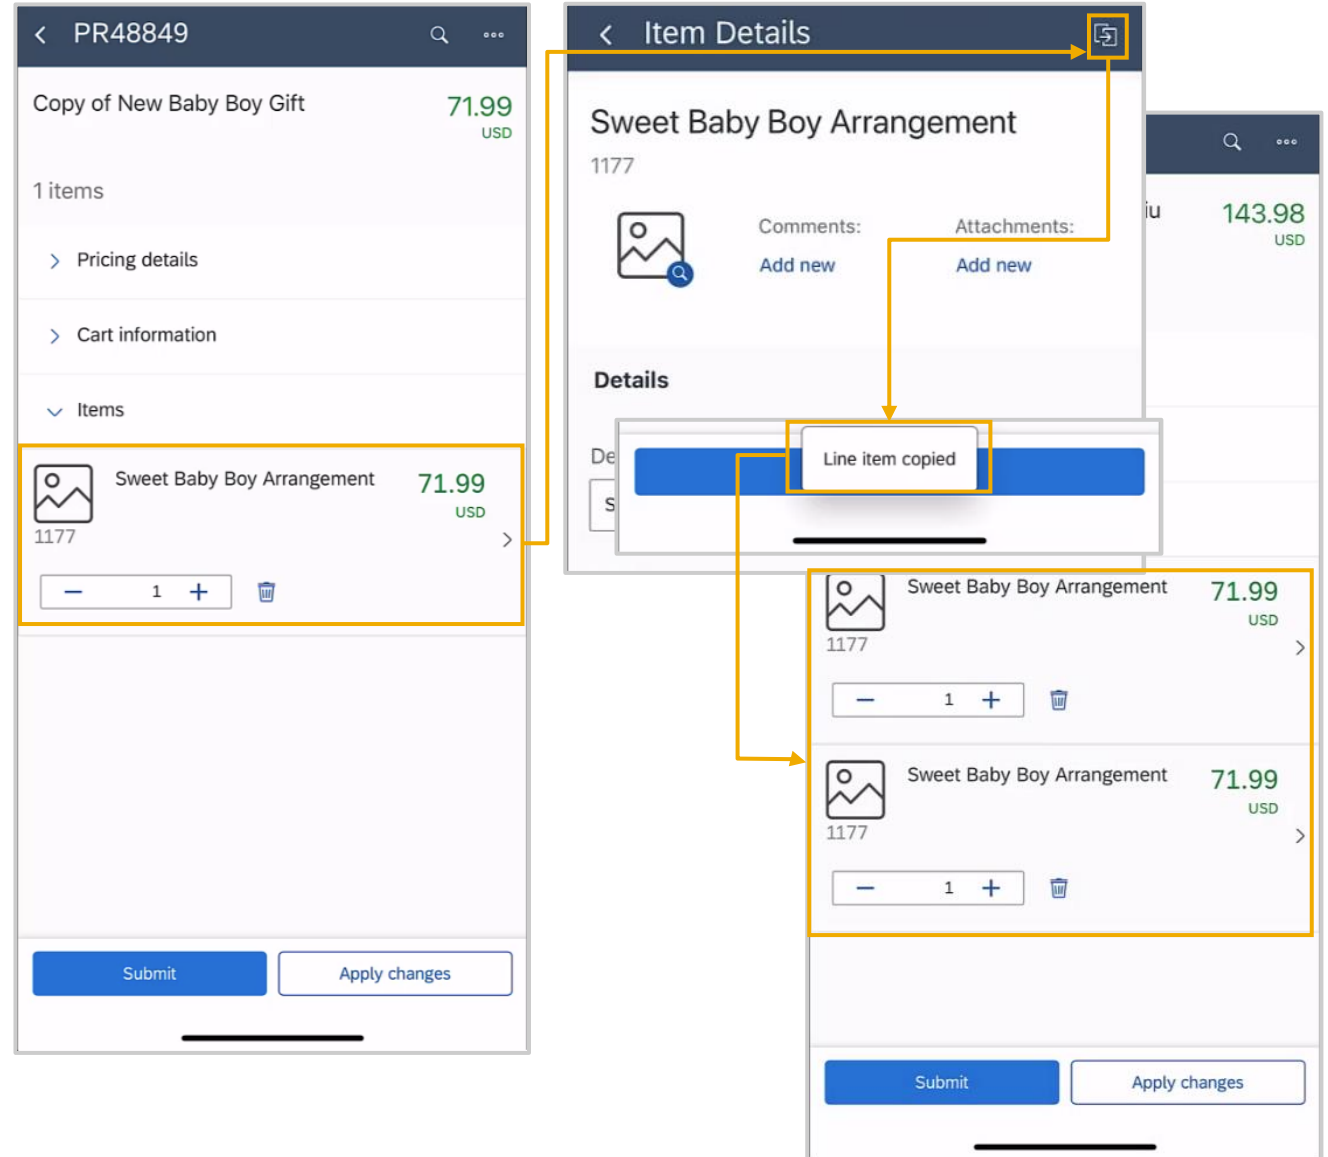 PR48849
Copy of New Baby Boy Gift
71.99
USD
1 items
Pricing details
Cart information
Items
Sweet Baby Boy Arrangement
71.99
USD
1177
1
Submit
Apply changes
Item Details
Sweet Baby Boy Arrangement
1177
Comments:
Attachments:
Add new
Add new
Details
De
S
Line item copied
iu
143.98
USD
Sweet Baby Boy Arrangement
71.99
USD
1177
1
Sweet Baby Boy Arrangement
71.99
USD
1177
1
Submit
Apply changes